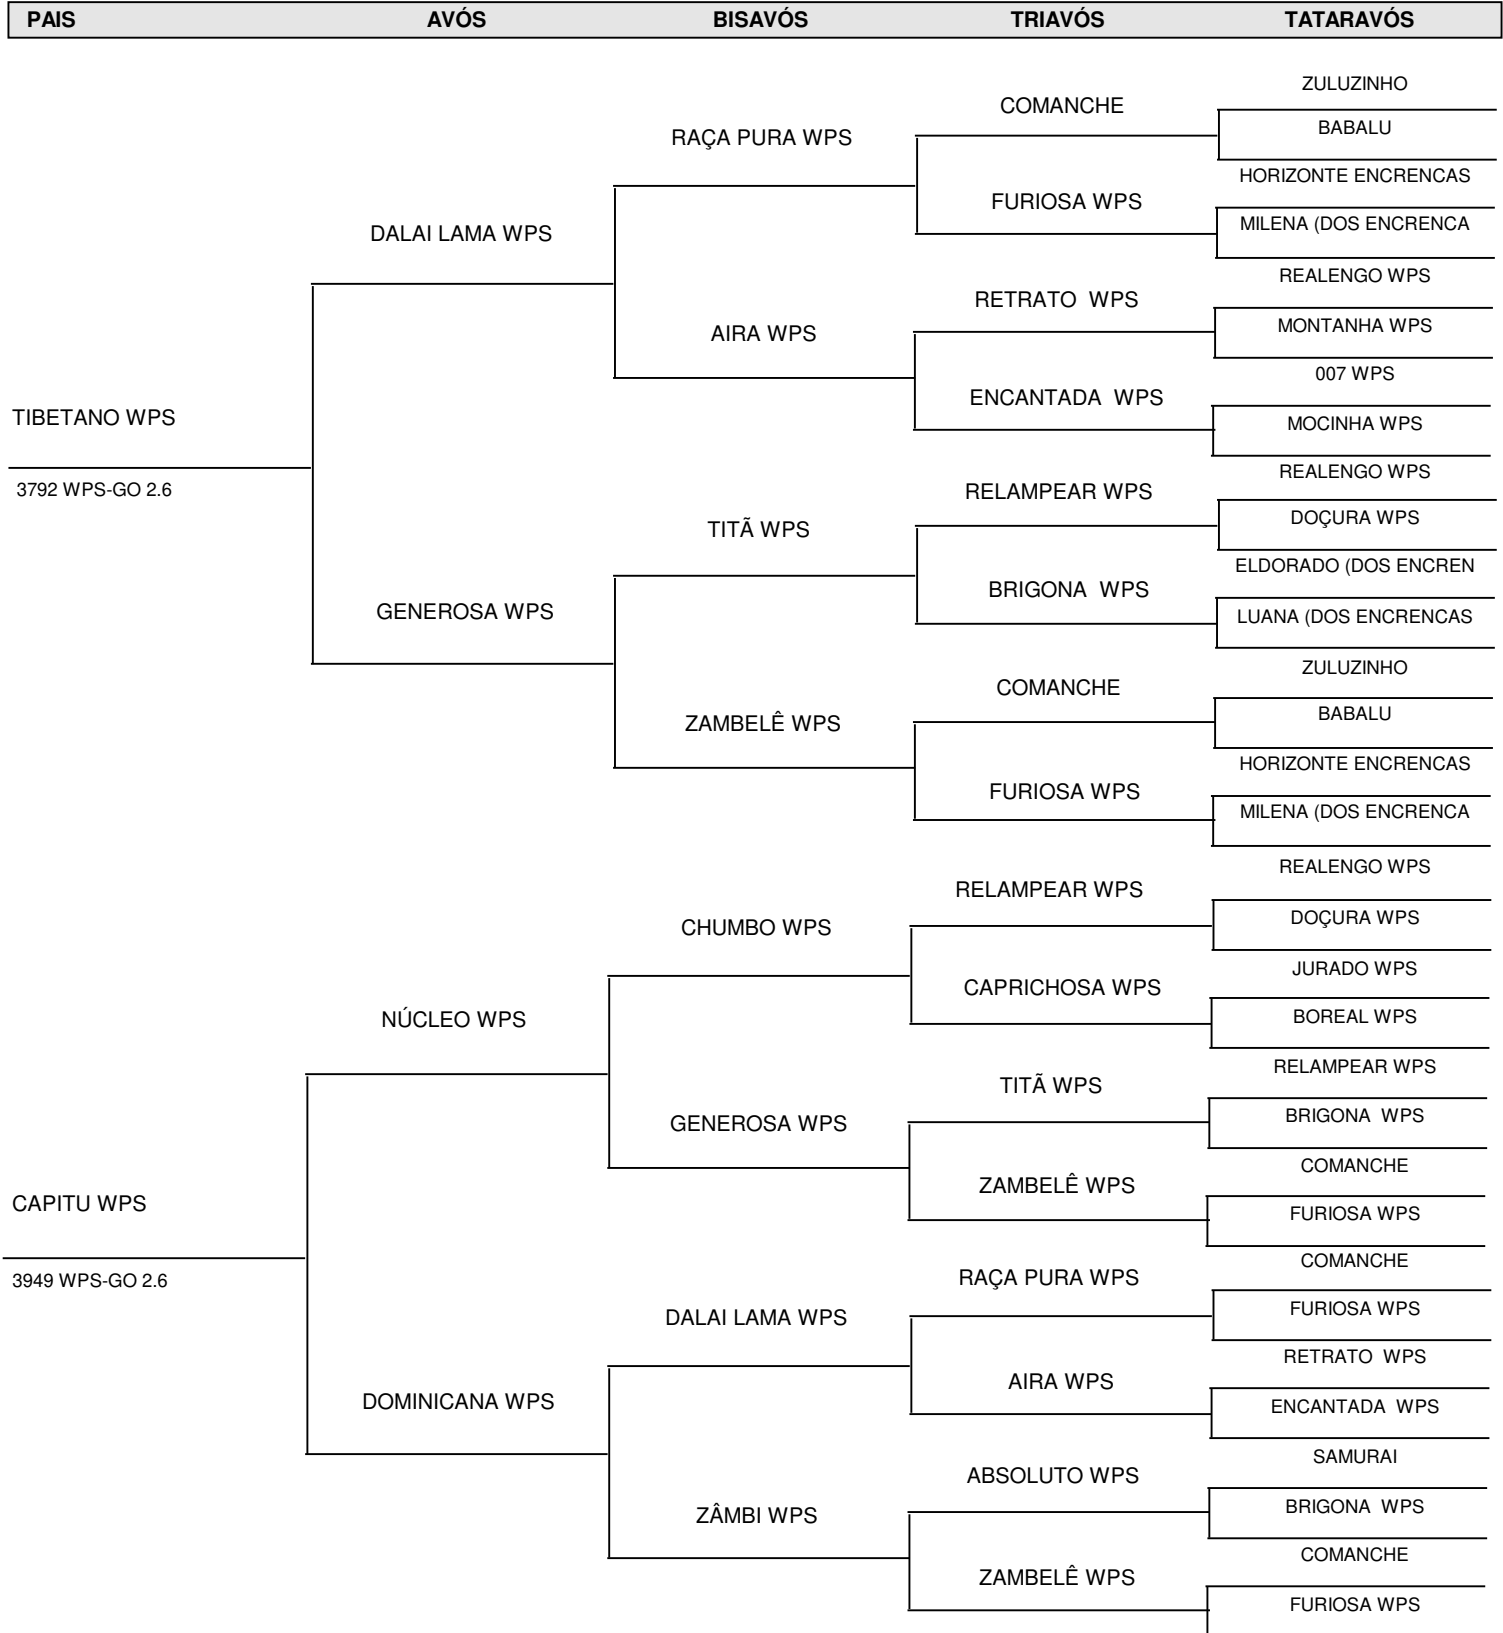 PAIS AVÓS BISAVÓS TRIAVÓS TATARAVÓS
ZULUZINHO
COMANCHE
BABALU
RAÇA PURA WPS
HORIZONTE ENCRENCAS
FURIOSA WPS
MILENA (DOS ENCRENCA
DALAI LAMA WPS
REALENGO WPS
RETRATO WPS
MONTANHA WPS
AIRA WPS
007 WPS
ENCANTADA WPS
MOCINHA WPS
TIBETANO WPS
3792 WPS-GO 2.6
REALENGO WPS
RELAMPEAR WPS
DOÇURA WPS
TITÃ WPS
ELDORADO (DOS ENCREN
BRIGONA WPS
LUANA (DOS ENCRENCAS
GENEROSA WPS
ZULUZINHO
COMANCHE
BABALU
ZAMBELÊ WPS
HORIZONTE ENCRENCAS
FURIOSA WPS
MILENA (DOS ENCRENCA
REALENGO WPS
RELAMPEAR WPS
DOÇURA WPS
CHUMBO WPS
JURADO WPS
CAPRICHOSA WPS
BOREAL WPS
NÚCLEO WPS
RELAMPEAR WPS
TITÃ WPS
BRIGONA WPS
GENEROSA WPS
COMANCHE
ZAMBELÊ WPS
FURIOSA WPS
CAPITU WPS
3949 WPS-GO 2.6
COMANCHE
RAÇA PURA WPS
FURIOSA WPS
DALAI LAMA WPS
RETRATO WPS
AIRA WPS
ENCANTADA WPS
DOMINICANA WPS
SAMURAI
ABSOLUTO WPS
BRIGONA WPS
ZÂMBI WPS
COMANCHE
ZAMBELÊ WPS
FURIOSA WPS